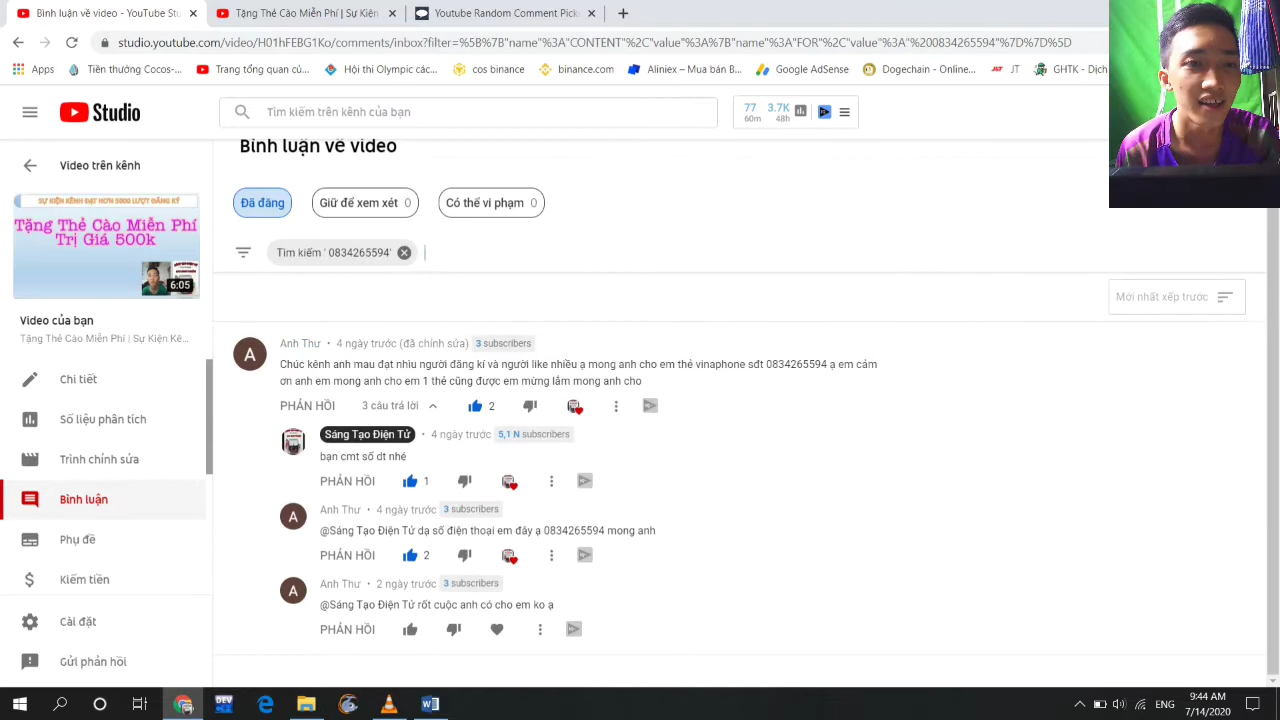 Bình luận về video - YouTube St
Tặng Thẻ Cào Miễn Phí | Sự Kiện
Youtube Random Comment Picke
studio.youtube.com/video/H01hFEBG1Ko/comments/inbox?filter=%5B%7B"name"%3A"CONTENT"%2C"value"%3A%7B"name"%3A"FOR"%2C"value"%3A"%200834265594"%7D%7D%5D
Apps
Tiền thưởng Cocos-...
Trang tổng quan củ...
Hội thi Olympic các...
coin binance
binance.com
Aliniex — Mua bán B...
Google AdSense
Dogechain - Online...
JT
GHTK - Dịch
Studio
Tìm kiếm trên kênh của bạn
77
60m
3.7K
48h
Bình luận về video
Video trên kênh
SỰ KIỆN KÊNH ĐẠT HƠN 5000 LƯỢT ĐĂNG KÝ
Tặng Thẻ Cào Miễn Phí
Trị Giá 500k
6:05
Video của bạn
Tặng Thẻ Cào Miễn Phí | Sự Kiện Kê...
Chi tiết
Số liệu phân tích
Trình chỉnh sửa
Bình luận
Phụ đề
Kiếm tiền
Cài đặt
Gửi phản hồi
Đã đăng
Giữ để xem xét 0
Có thể vi phạm 0
Tìm kiếm ' 0834265594'
Mới nhất xếp trước
A
Anh Thư • 4 ngày trước (đã chỉnh sửa) 3 subscribers
Chúc kênh anh mau đạt nhìu người đăng kí và người like nhiều ạ mong anh cho em thẻ vinaphone sđt 0834265594 ạ em cảm
ơn anh em mong anh cho em 1 thẻ cũng được em mừng lắm mong anh cho
PHẢN HỒI 3 câu trả lời 2
Sáng Tạo Điện Tử • 4 ngày trước 5,1 N subscribers
bạn cmt số dt nhé
PHẢN HỒI 1
A
Anh Thư • 4 ngày trước 3 subscribers
@Sáng Tạo Điện Tử dạ số điện thoại em đây ạ 0834265594 mong anh
PHẢN HỒI 2
A
Anh Thư • 2 ngày trước 3 subscribers
@Sáng Tạo Điện Tử rốt cuộc anh có cho em ko ạ
PHẢN HỒI
DEV
ENG
9:44 AM
7/14/2020